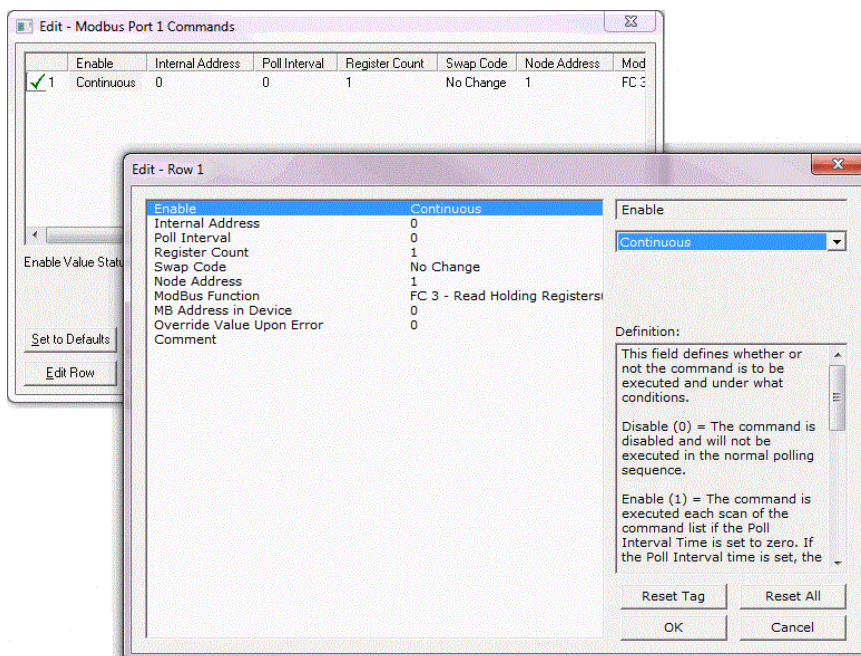 Edit - Modbus Port 1 Commands
Enable Internal Address Poll Interval Register Count Swap Code Node Address Mod
1 Continuous 0 0 1 No Change 1 FC 3
Enable Value Statu
Set to Defaults
Edit Row
Edit - Row 1
Enable Continuous
Internal Address 0
Poll Interval 0
Register Count 1
Swap Code No Change
Node Address 1
ModBus Function FC 3 - Read Holding Registers(
MB Address in Device 0
Override Value Upon Error 0
Comment
Enable
Continuous
Definition:
This field defines whether or
not the command is to be
executed and under what
conditions.
Disable (0) = The command is
disabled and will not be
executed in the normal polling
sequence.
Enable (1) = The command is
executed each scan of the
command list if the Poll
Interval Time is set to zero. If
the Poll Interval time is set, the
Reset Tag Reset All
OK Cancel